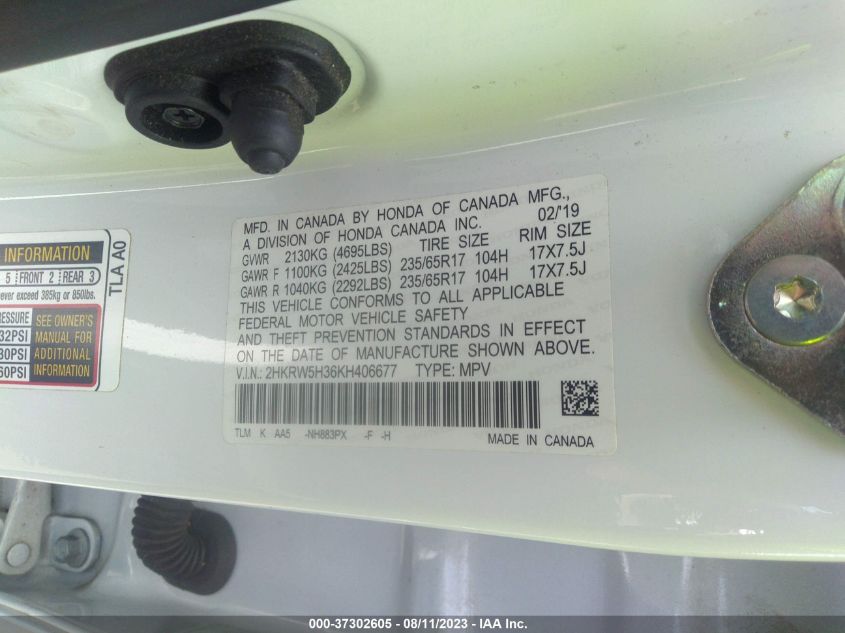 MFD. IN CANADA BY HONDA OF CANADA MFG.,
A DIVISION OF HONDA CANADA INC. 02/'19
GVWR 2130KG (4695LBS) TIRE SIZE RIM SIZE
GAWR F 1100KG (2425LBS) 235/65R17 104H 17X7.5J
GAWR R 1040KG (2292LBS) 235/65R17 104H 17X7.5J
THIS VEHICLE CONFORMS TO ALL APPLICABLE
FEDERAL MOTOR VEHICLE SAFETY
AND THEFT PREVENTION STANDARDS IN EFFECT
ON THE DATE OF MANUFACTURE SHOWN ABOVE.
V.I.N.: 2HKRW5H36KH406677 TYPE: MPV
TLM K AA5 -NH883PX -F -H
MADE IN CANADA
INFORMATION
5 FRONT 2 REAR 3
never exceed 385kg or 850lbs.
SEE OWNER'S
32PSI MANUAL FOR
ADDITIONAL
60PSI INFORMATION
TLA A0
000-37302605 - 08/11/2023 - IAA Inc.